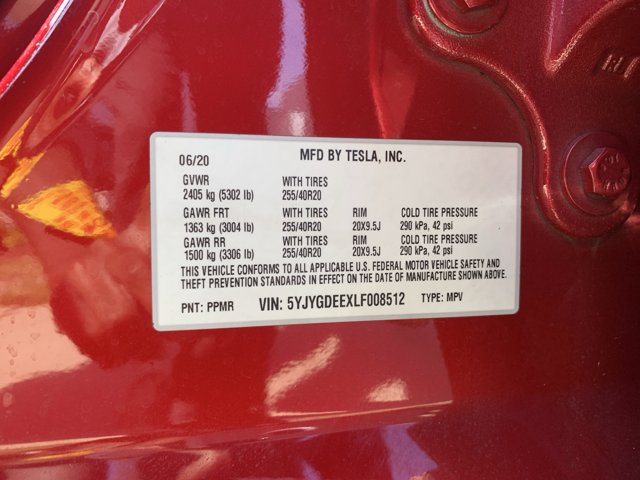 06/20 MFD BY TESLA, INC.
GVWR WITH TIRES
2405 kg (5302 lb) 255/40R20
GAWR FRT WITH TIRES RIM COLD TIRE PRESSURE
1363 kg (3004 lb) 255/40R20 20X9.5J 290 kPa, 42 psi
GAWR RR WITH TIRES RIM COLD TIRE PRESSURE
1500 kg (3306 lb) 255/40R20 20X9.5J 290 kPa, 42 psi
THIS VEHICLE CONFORMS TO ALL APPLICABLE U.S. FEDERAL MOTOR VEHICLE SAFETY AND
THEFT PREVENTION STANDARDS IN EFFECT ON THE DATE OF MANUFACTURE SHOWN ABOVE.
PNT: PPMR VIN: 5YJYGDEEXLF008512 TYPE: MPV